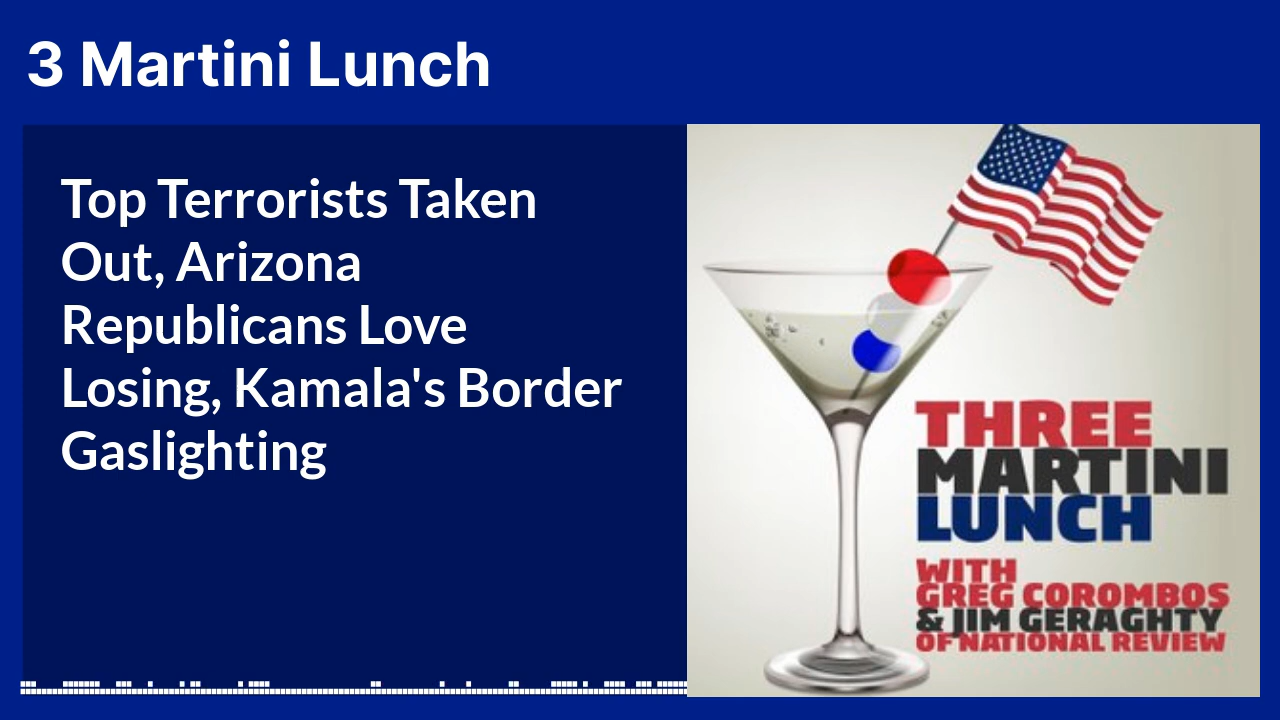 3 Martini Lunch
Top Terrorists Taken
Out, Arizona
Republicans Love
Losing, Kamala's Border
Gaslighting
THREE
MARTINI
LUNCH
WITH
GREG COROMBOS
& JIM GERAGHTY
OF NATIONAL REVIEW